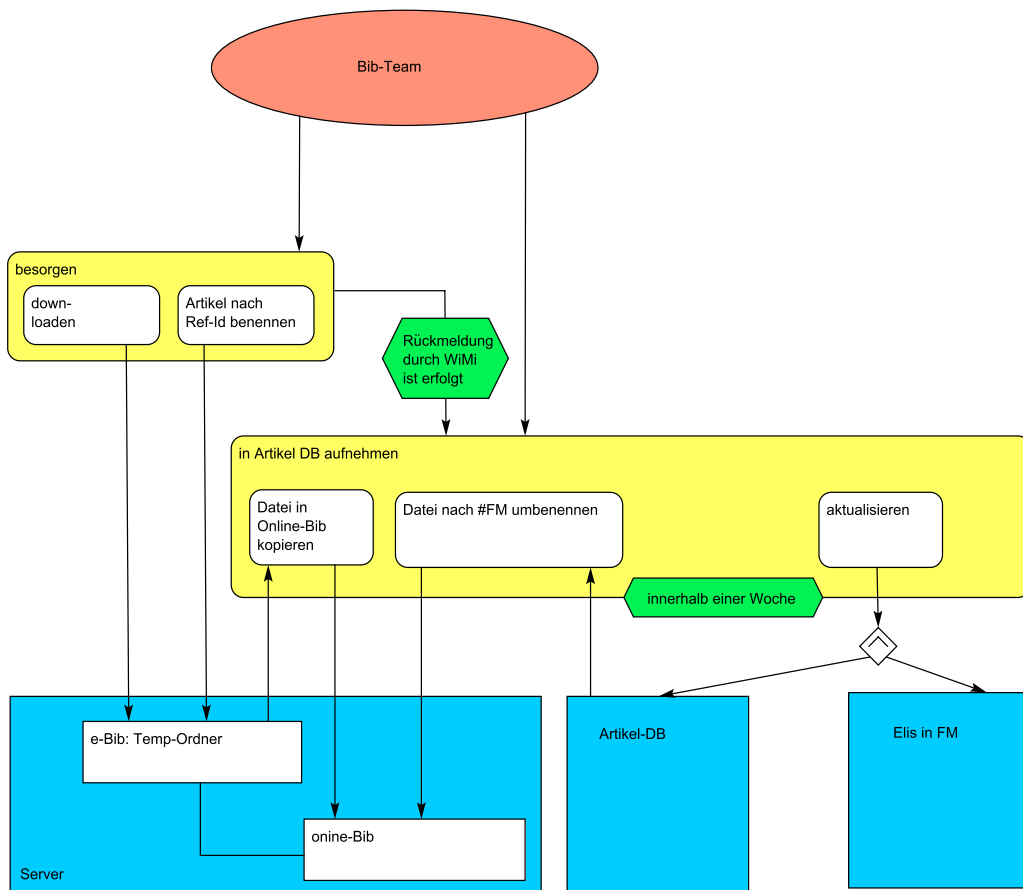 Bib-Team
besorgen
down-
loaden
Artikel nach
Ref-Id benennen
Rückmeldung
durch WiMi
ist erfolgt
in Artikel DB aufnehmen
Datei in
Online-Bib
kopieren
Datei nach #FM umbenennen
aktualisieren
innerhalb einer Woche
e-Bib: Temp-Ordner
onine-Bib
Server
Artikel-DB
Elis in FM